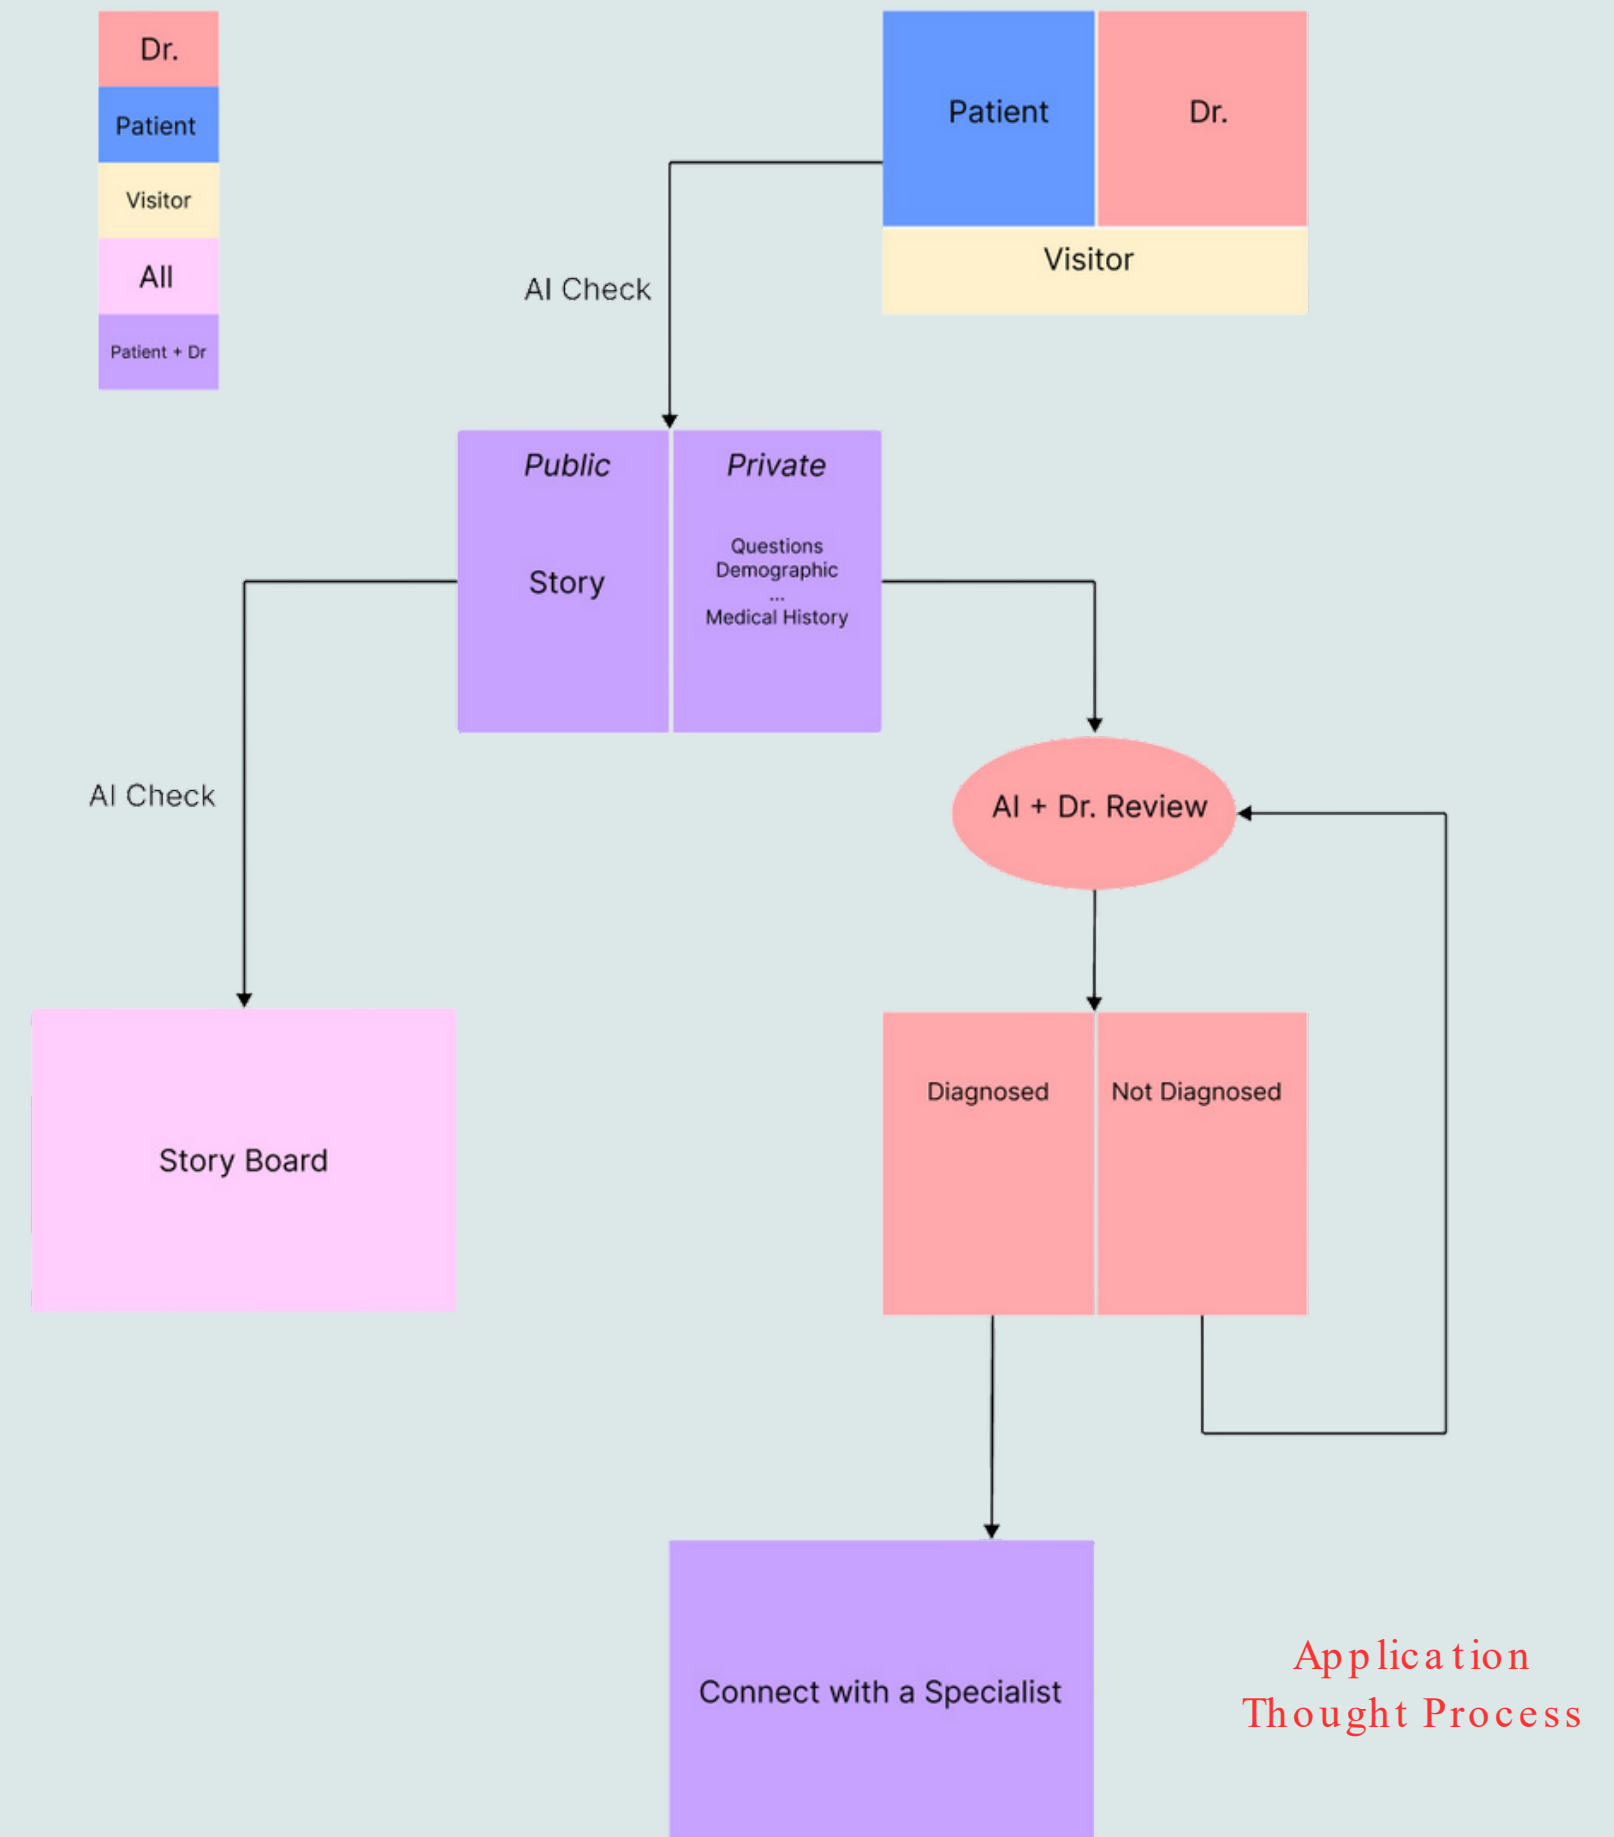 Dr.
Patient
Visitor
All
Patient + Dr
Patient
Dr.
Visitor
AI Check
Public
Private
Story
Questions
Demographic
...
Medical History
AI Check
AI + Dr. Review
Diagnosed
Not Diagnosed
Story Board
Connect with a Specialist
Application
Thought Process